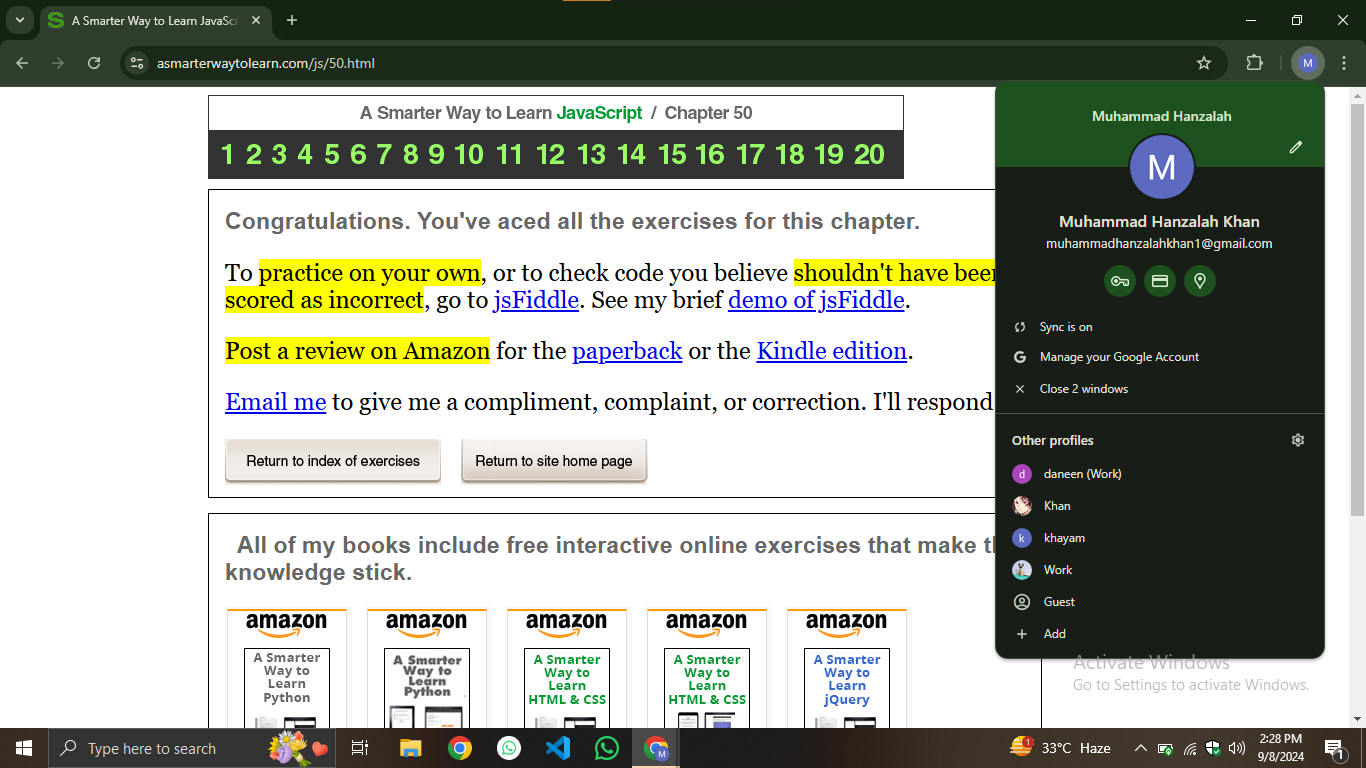 A Smarter Way to Learn JavaScr
asmarterwaytolearn.com/js/50.html
M
A Smarter Way to Learn JavaScript / Chapter 50
1 2 3 4 5 6 7 8 9 10 11 12 13 14 15 16 17 18 19 20
Congratulations. You've aced all the exercises for this chapter.
To practice on your own, or to check code you believe shouldn't have been
scored as incorrect, go to jsFiddle. See my brief demo of jsFiddle.
Post a review on Amazon for the paperback or the Kindle edition.
Email me to give me a compliment, complaint, or correction. I'll respond
Return to index of exercises
Return to site home page
All of my books include free interactive online exercises that make th
knowledge stick.
amazon
A Smarter
Way to
Learn
Python
amazon
A Smarter
Way to
Learn
Python
amazon
A Smarter
Way to
Learn
HTML & CSS
amazon
A Smarter
Way to
Learn
HTML & CSS
amazon
A Smarter
Way to
Learn
jQuery
Muhammad Hanzalah
M
Muhammad Hanzalah Khan
muhammadhanzalahkhan1@gmail.com
Sync is on
G Manage your Google Account
Close 2 windows
Other profiles
d daneen (Work)
Khan
k khayam
Work
Guest
Add
Activate Windows
Go to Settings to activate Windows.
Type here to search
M
1
33°C Haze
2:28 PM
9/8/2024
1